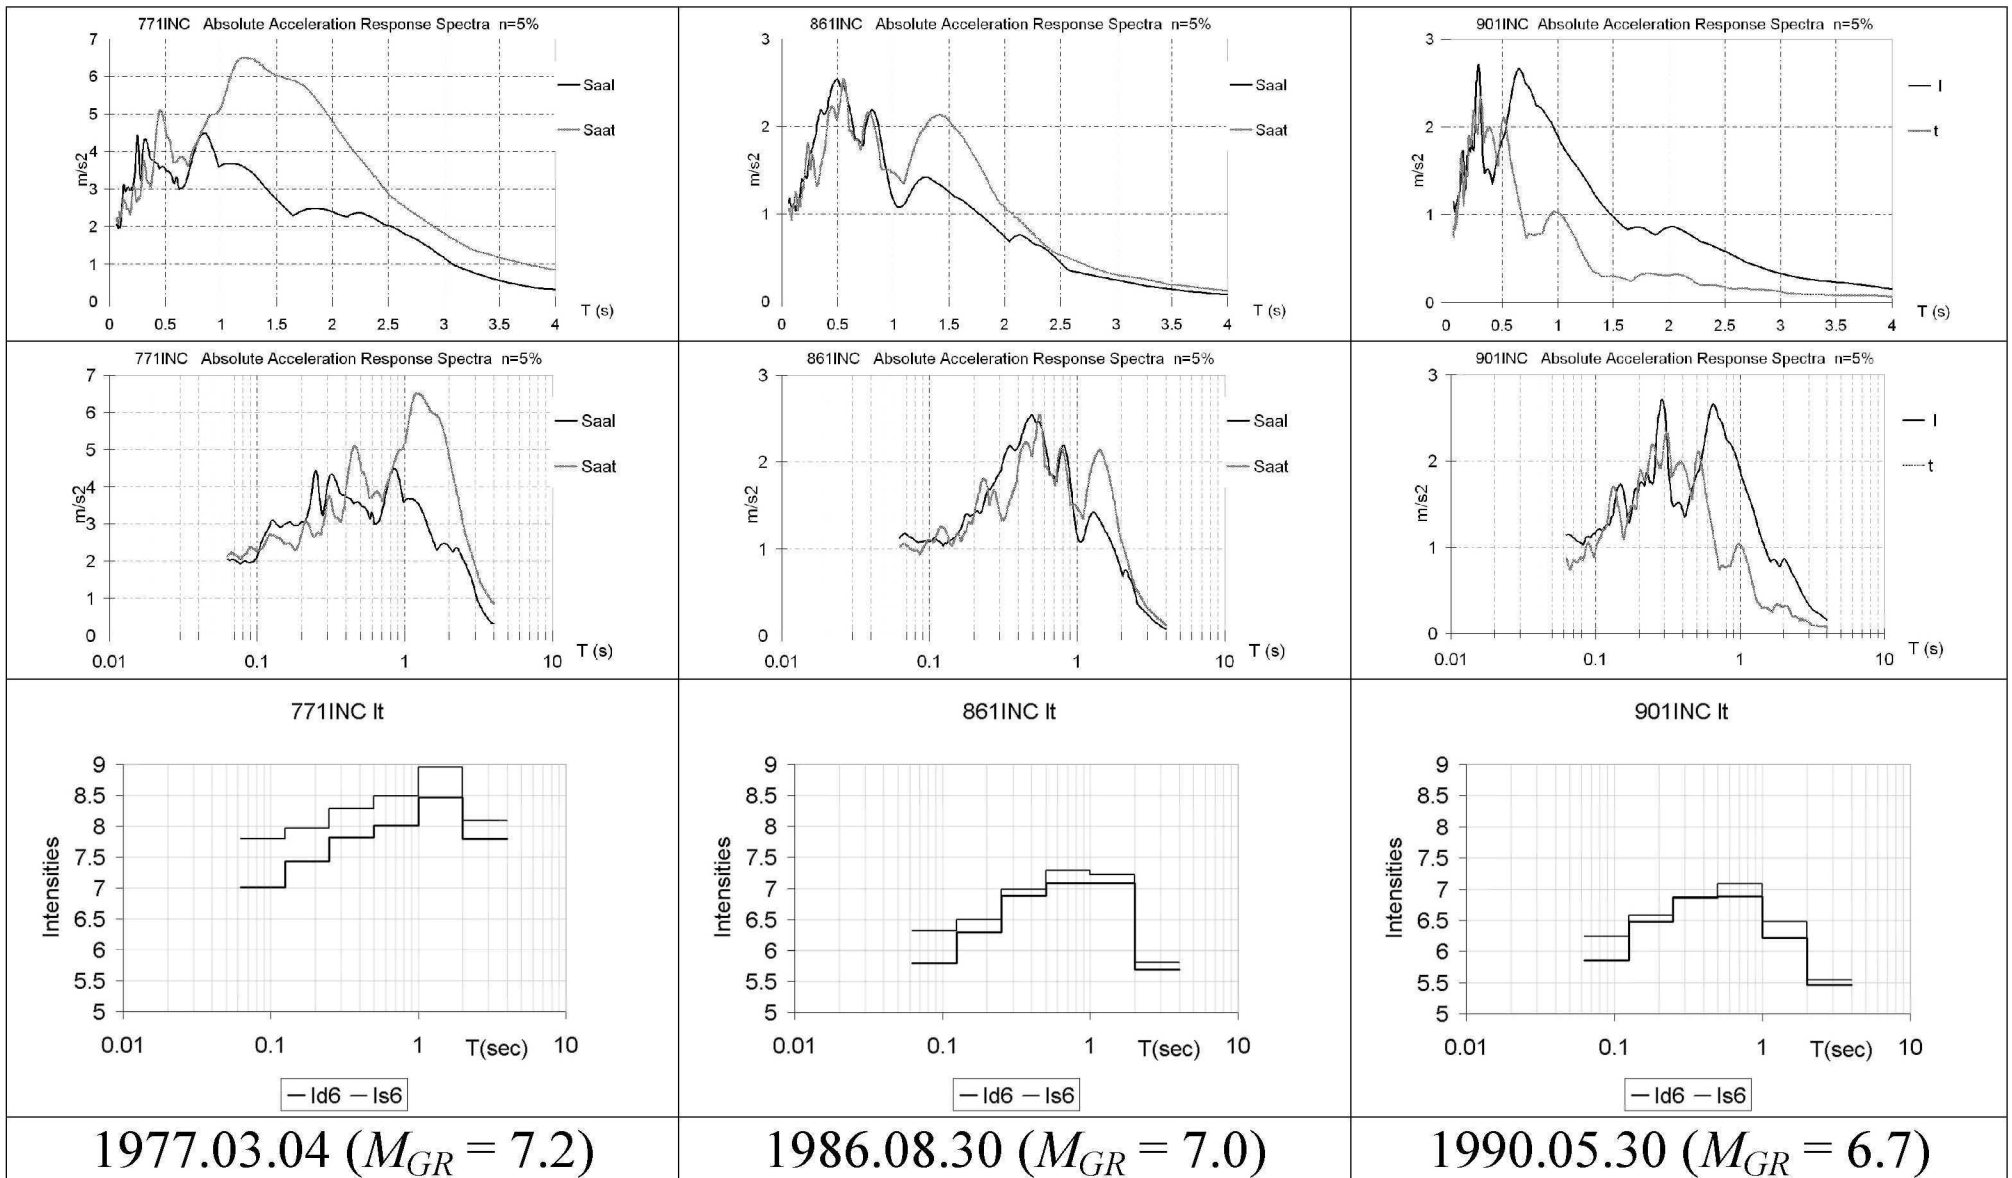 771INC Absolute Acceleration Response Spectra n=5%
7
6
5
4
3
2
1
0
m/s2
0 0.5 1 1.5 2 2.5 3 3.5 4
T (s)
Saal
Saat
861INC Absolute Acceleration Response Spectra n=5%
3
2
1
0
m/s2
0 0.5 1 1.5 2 2.5 3 3.5 4
T (s)
Saal
Saat
901INC Absolute Acceleration Response Spectra n=5%
3
2
1
0
m/s2
0 0.5 1 1.5 2 2.5 3 3.5 4
T (s)
l
t
771INC Absolute Acceleration Response Spectra n=5%
7
6
5
4
3
2
1
0
m/s2
0.01 0.1 1 10
T (s)
Saal
Saat
861INC Absolute Acceleration Response Spectra n=5%
3
2
1
0
m/s2
0.01 0.1 1 10
T (s)
Saal
Saat
901INC Absolute Acceleration Response Spectra n=5%
3
2
1
0
m/s2
0.01 0.1 1 10
T (s)
l
t
771INC It
9
8.5
8
7.5
7
6.5
6
5.5
5
Intensities
0.01 0.1 1 T(sec) 10
Id6 Is6
861INC It
9
8.5
8
7.5
7
6.5
6
5.5
5
Intensities
0.01 0.1 1 T(sec) 10
Id6 Is6
901INC It
9
8.5
8
7.5
7
6.5
6
5.5
5
Intensities
0.01 0.1 1 T(sec) 10
Id6 Is6
1977.03.04 (M_GR = 7.2)
1986.08.30 (M_GR = 7.0)
1990.05.30 (M_GR = 6.7)